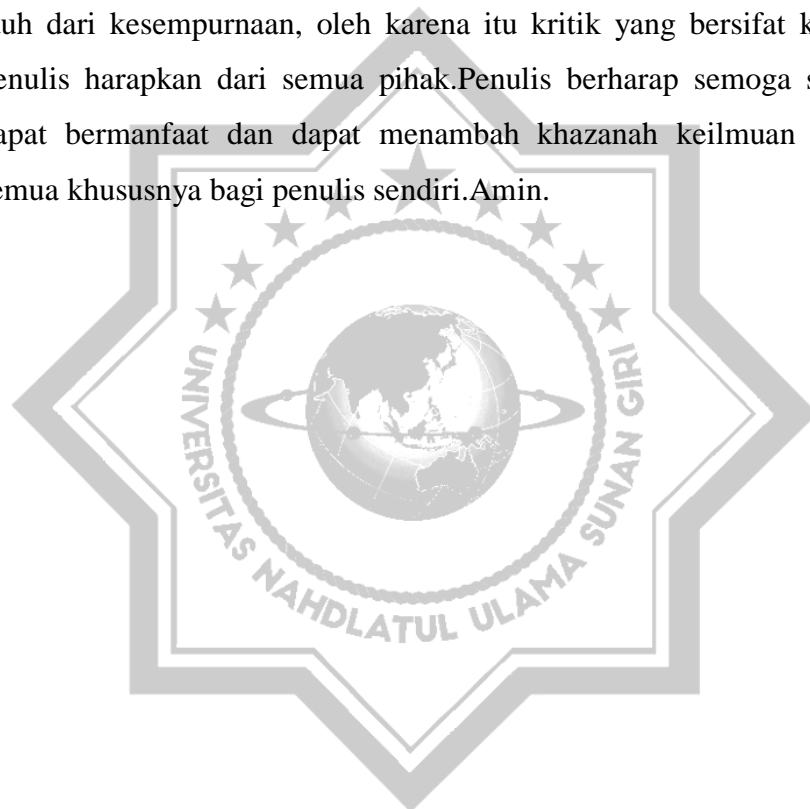 uh dari kesempurnaan, oleh karena itu kritik yang bersifat k
enulis harapkan dari semua pihak.Penulis berharap semoga s
apat bermanfaat dan dapat menambah khazanah keilmuan
emua khususnya bagi penulis sendiri.Amin.
UNIVERSITAS NAHDLATUL ULAMA SUNAN GIRI